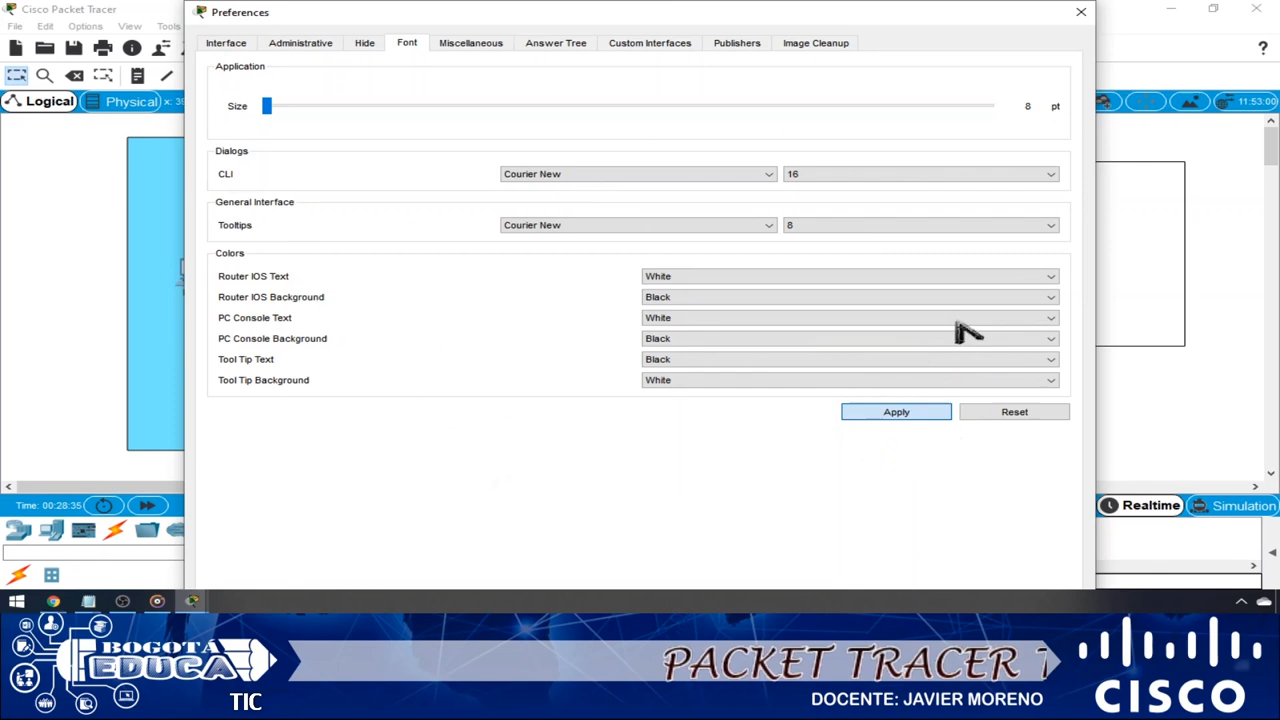 Cisco Packet Tracer
File Edit Options View Tools
Logical Physical x: 39
Preferences
Interface Administrative Hide Font Miscellaneous Answer Tree Custom Interfaces Publishers Image Cleanup
Application
Size 8 pt
Dialogs
CLI Courier New 16
General Interface
Tooltips Courier New 8
Colors
Router IOS Text White
Router IOS Background Black
PC Console Text White
PC Console Background Black
Tool Tip Text Black
Tool Tip Background White
Apply Reset
11:53:00
?
Time: 00:28:35
Realtime Simulation
BOGOTÁ
EDUCA
TIC
PACKET TRACER
DOCENTE: JAVIER MORENO
CISCO